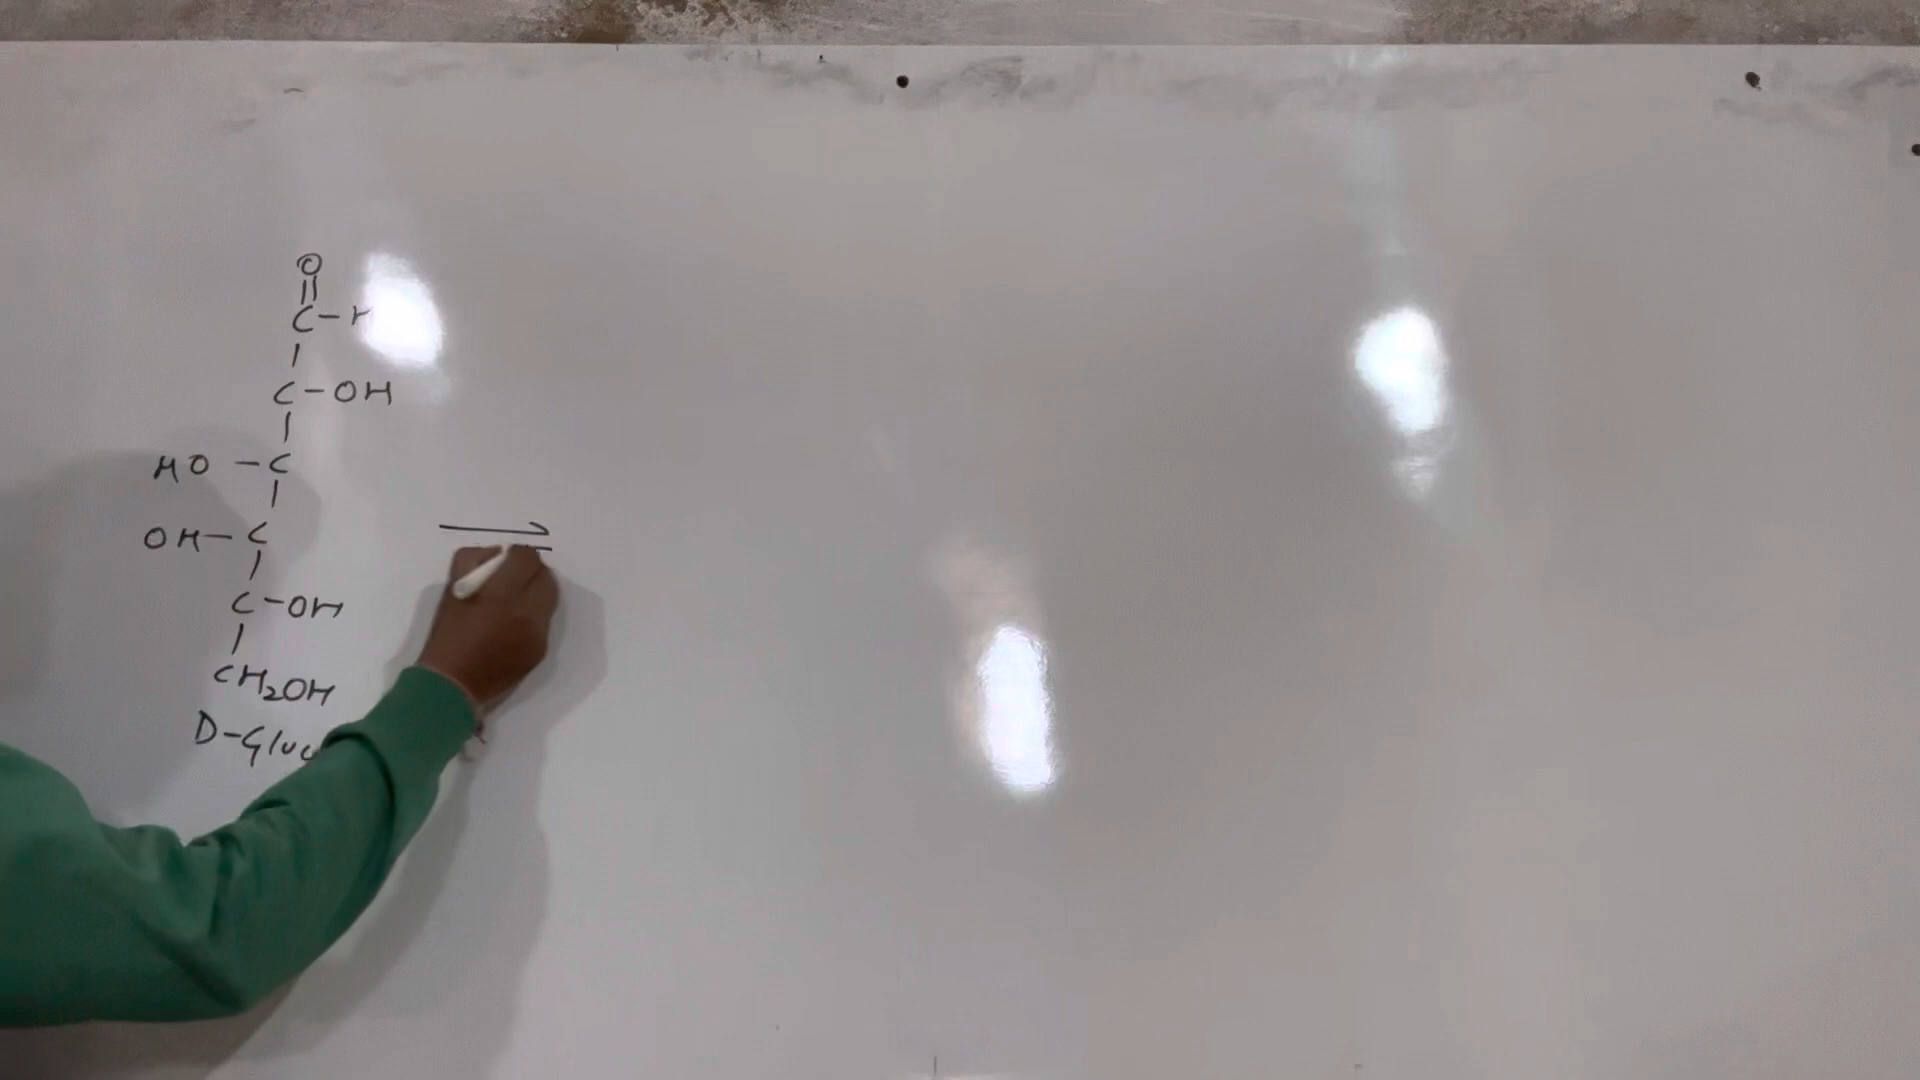 O
||
C-H
|
C-OH
|
HO-C
|
OH-C
|
C-OH
|
CH₂OH
D-Gluc